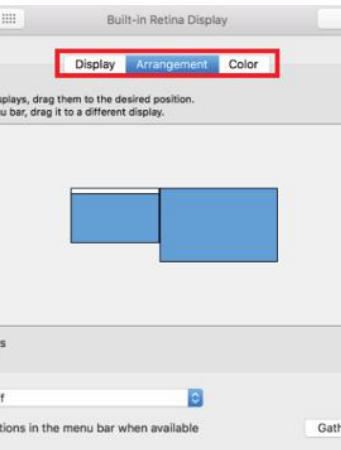 Built-in Retina Display
Display Arrangement Color
splays, drag them to the desired position.
u bar, drag it to a different display.
s
f
tions in the menu bar when available
Gath